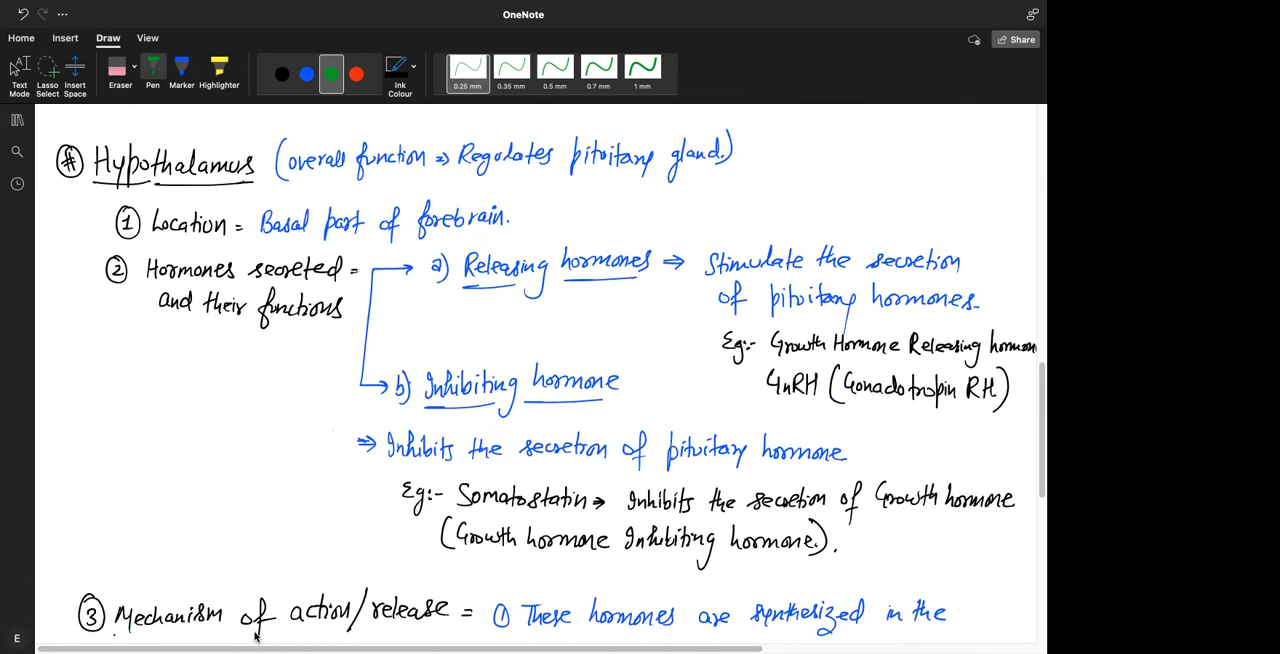 OneNote
Home Insert Draw View
Share
Text Mode
Lasso Select
Insert Space
Eraser
Pen
Marker
Highlighter
Ink Colour
0.25 mm
0.35 mm
0.5 mm
0.7 mm
1 mm
# Hypothalamus (overall function ⇒ Regulates pituitary gland.)
① Location = Basal part of forebrain.
② Hormones secreted =
and their functions
a) Releasing hormones ⇒ Stimulate the secretion
of pituitary hormones.
Eg:- Growth Hormone Releasing hormon
GnRH (Gonadotropin RH)
b) Inhibiting hormone
⇒ Inhibits the secretion of pituitary hormone
Eg:- Somatostatin → Inhibits the secretion of Growth hormone
(Growth hormone Inhibiting hormone.).
③ Mechanism of action/release = ① These hormones are synthesized in the
E